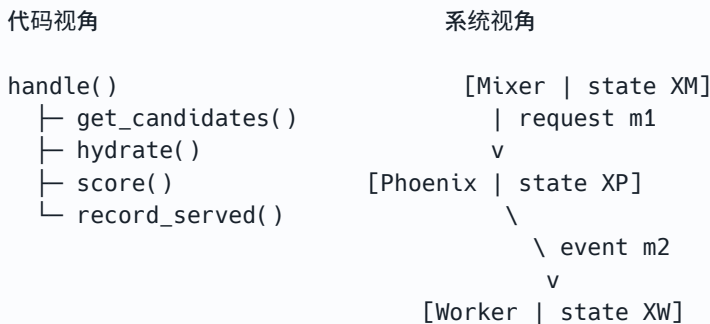 代码视角                                系统视角
handle()                          [Mixer | state XM]
  ├─ get_candidates()               | request m1
  ├─ hydrate()                      v
  ├─ score()               [Phoenix | state XP]
  └─ record_served()                 \
                                       \ event m2
                                        v
                               [Worker | state XW]